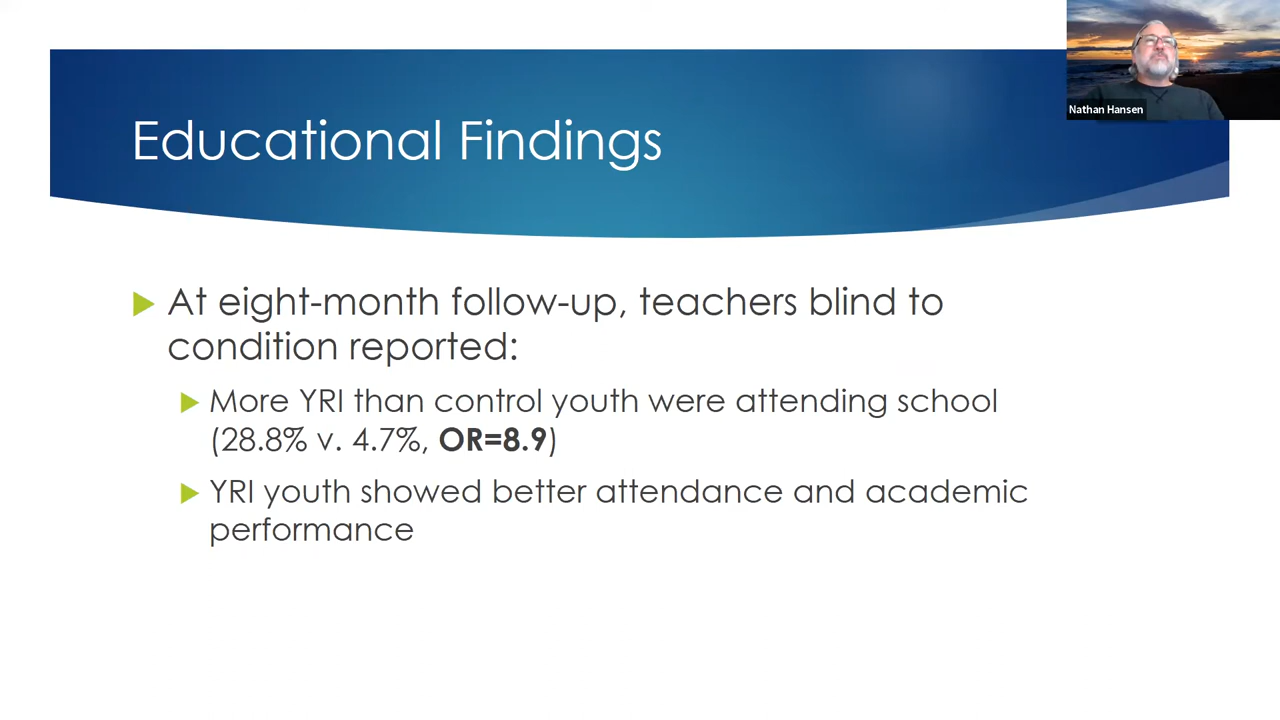 Nathan Hansen
Educational Findings
At eight-month follow-up, teachers blind to
condition reported:
More YRI than control youth were attending school
(28.8% v. 4.7%, OR=8.9)
YRI youth showed better attendance and academic
performance